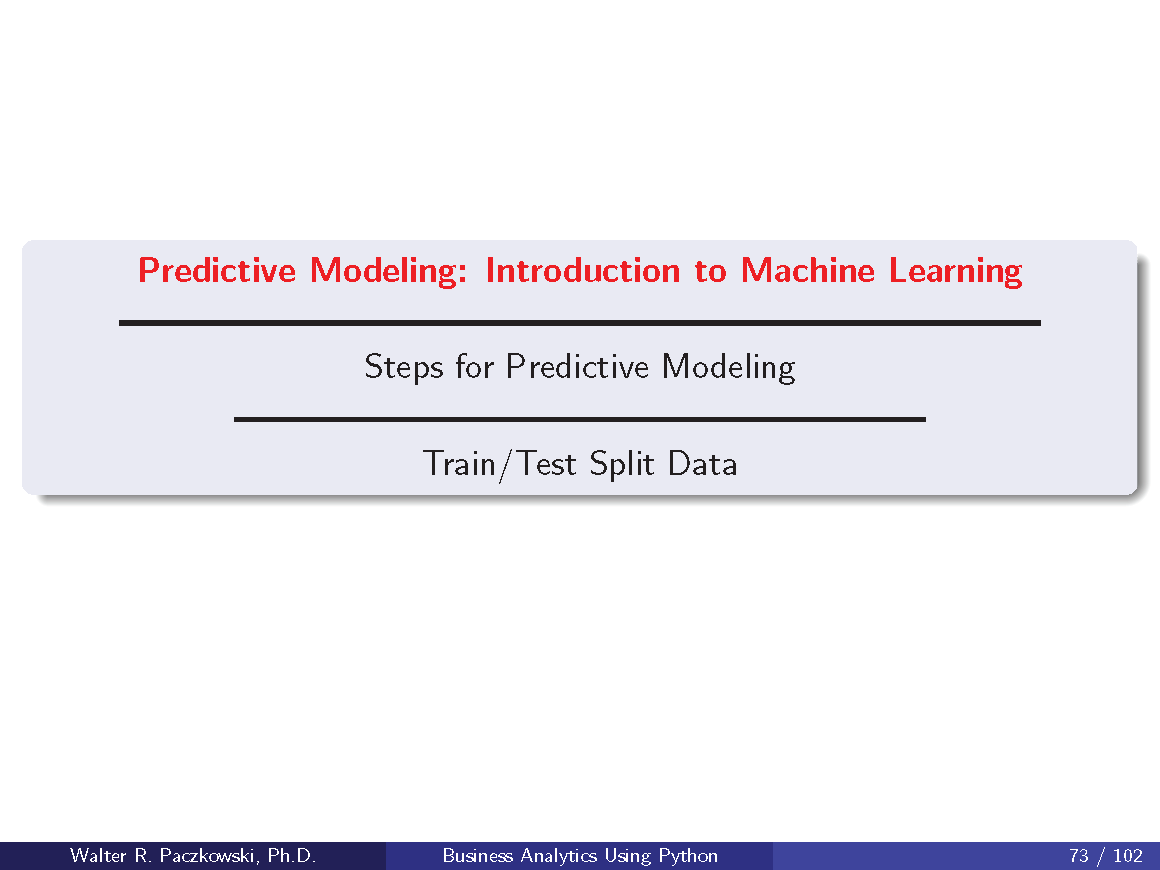 Predictive Modeling: Introduction to Machine Learning
Steps for Predictive Modeling
Train/Test Split Data
Walter R. Paczkowski, Ph.D.
Business Analytics Using Python
73 / 102